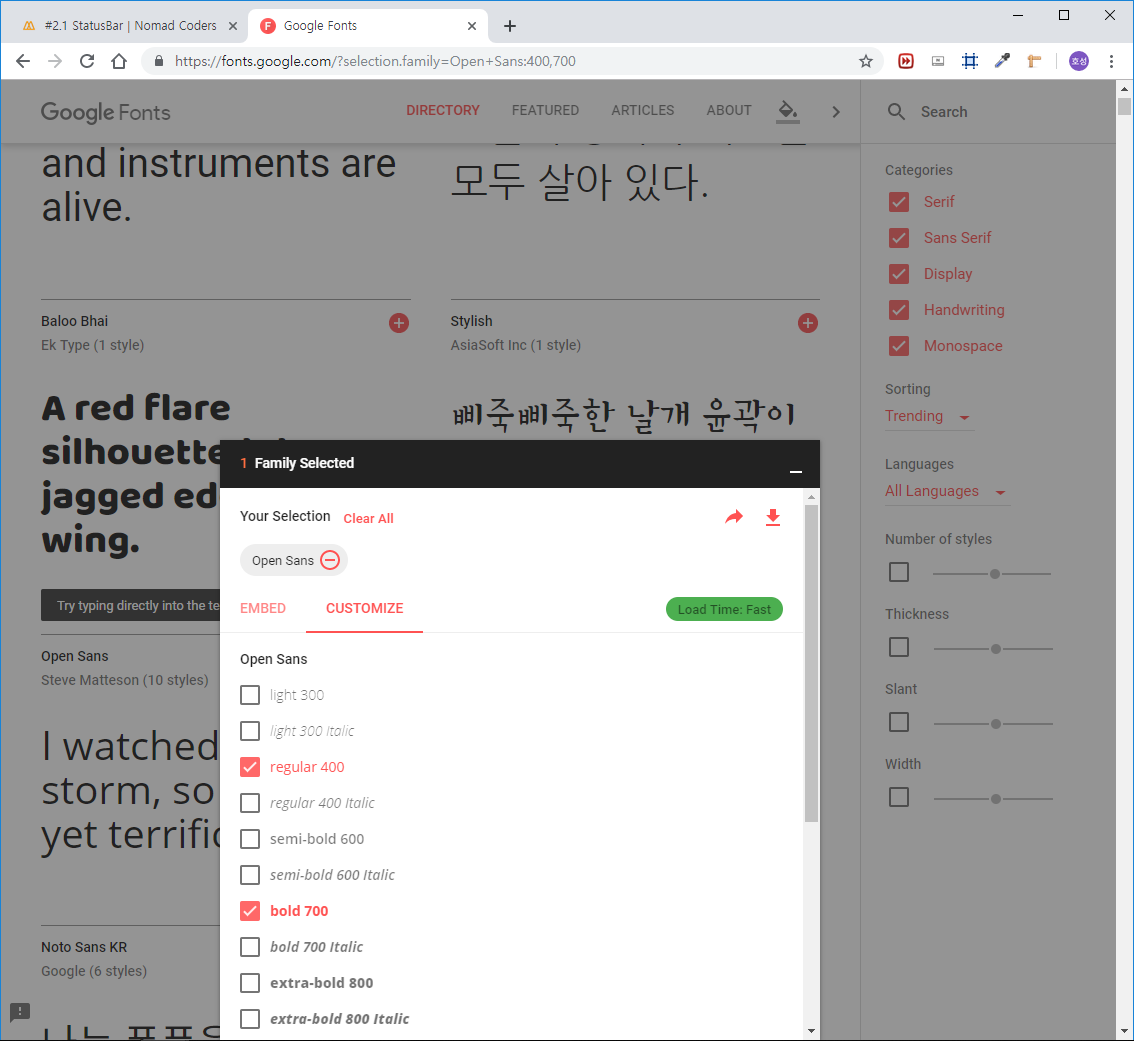 #2.1 StatusBar | Nomad Coders
Google Fonts
https://fonts.google.com/?selection.family=Open+Sans:400,700
호성
Google Fonts
DIRECTORY
FEATURED
ARTICLES
ABOUT
Search
and instruments are
alive.
모두 살아 있다.
Baloo Bhai
Ek Type (1 style)
Stylish
AsiaSoft Inc (1 style)
A red flare
silhouette
jagged ed
wing.
삐죽삐죽한 날개 윤곽이
Try typing directly into the te
Open Sans
Steve Matteson (10 styles)
I watched
storm, so
yet terrific
Noto Sans KR
Google (6 styles)
나는 폭풍우
1 Family Selected
Your Selection
Clear All
Open Sans
EMBED
CUSTOMIZE
Load Time: Fast
Open Sans
light 300
light 300 Italic
regular 400
regular 400 Italic
semi-bold 600
semi-bold 600 Italic
bold 700
bold 700 Italic
extra-bold 800
extra-bold 800 Italic
Categories
Serif
Sans Serif
Display
Handwriting
Monospace
Sorting
Trending
Languages
All Languages
Number of styles
Thickness
Slant
Width